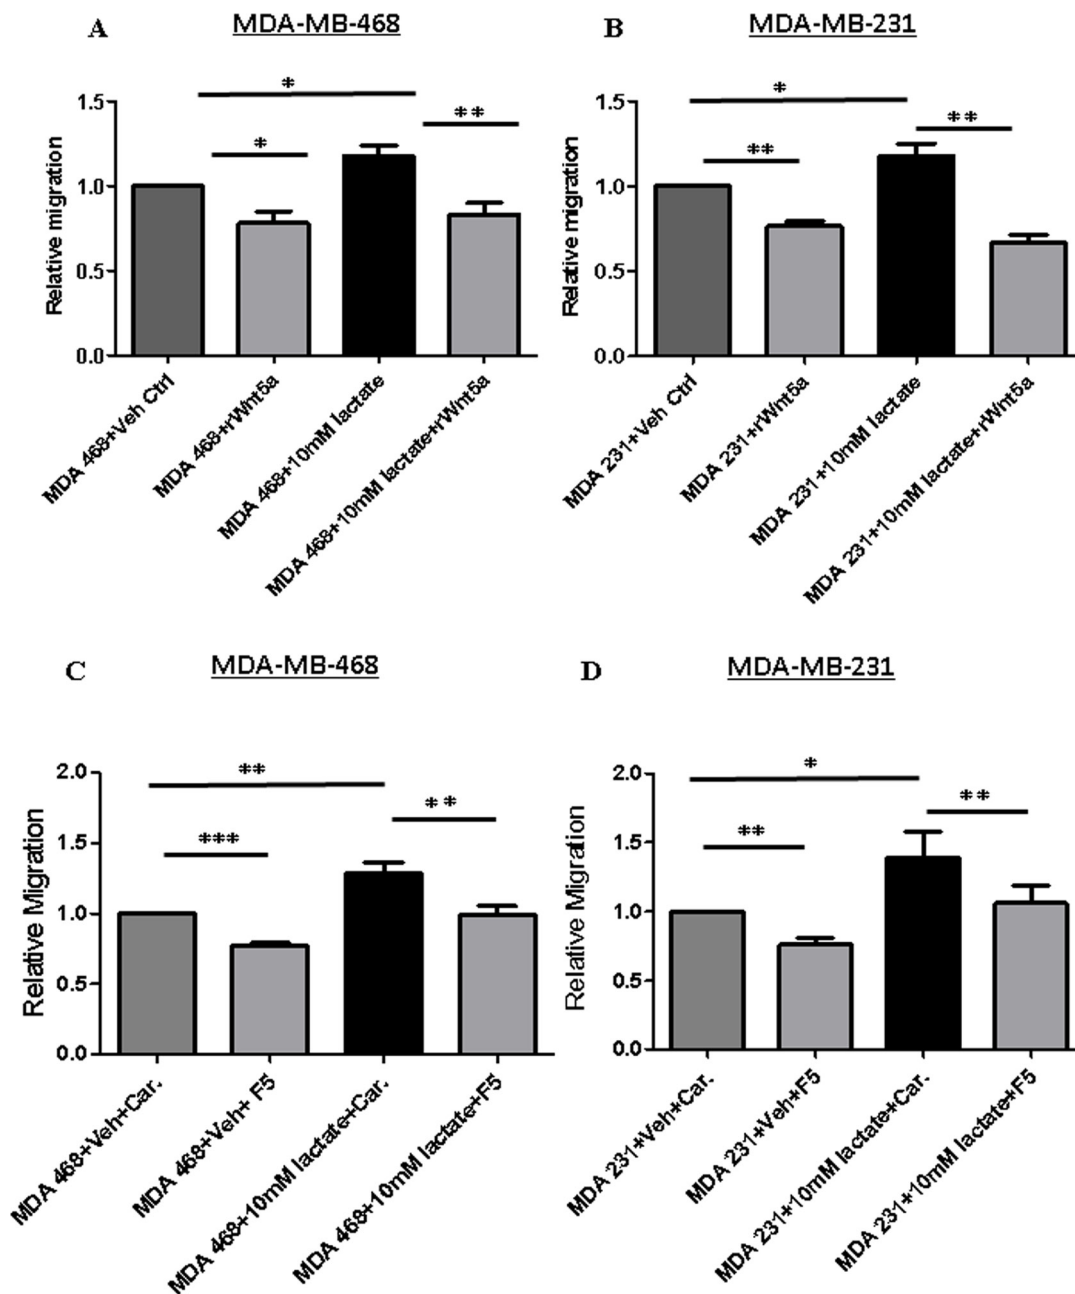 A MDA-MB-468
* 
* **
Relative migration
1.5
1.0
0.5
0.0
MDA 468+Veh Ctrl
MDA 468+rWnt5a
MDA 468+10mM lactate
MDA 468+10mM lactate+rWnt5a
B MDA-MB-231
*
** **
Relative migration
1.5
1.0
0.5
0.0
MDA 231+Veh Ctrl
MDA 231+rWnt5a
MDA 231+10mM lactate
MDA 231+10mM lactate+rWnt5a
C MDA-MB-468
**
*** **
Relative Migration
2.0
1.5
1.0
0.5
0.0
MDA 468+Veh+Car.
MDA 468+Veh+ F5
MDA 468+10mM lactate+Car.
MDA 468+10mM lactate+F5
D MDA-MB-231
*
** **
Relative Migration
2.0
1.5
1.0
0.5
0.0
MDA 231+Veh+Car.
MDA 231+Veh+F5
MDA 231+10mM lactate+Car.
MDA 231+10mM lactate+F5